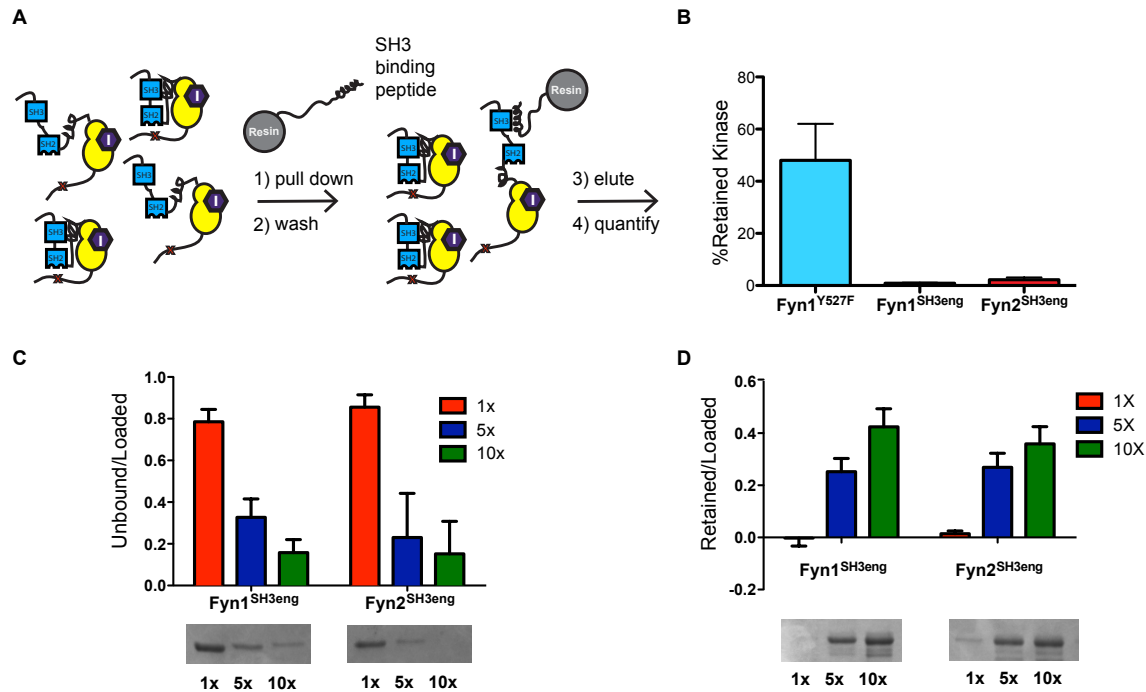 A
SH3
SH2
I
X
SH3
SH2
I
X
SH3
SH2
I
X
SH3
SH2
I
X
Resin
SH3
binding
peptide
1) pull down
2) wash
SH3
SH2
I
X
SH3
SH2
I
X
SH3
SH2
I
X
Resin
3) elute
4) quantify
B
%Retained Kinase
80
60
40
20
0
Fyn1Y527F
Fyn1SH3eng
Fyn2SH3eng
C
Unbound/Loaded
1.0
0.8
0.6
0.4
0.2
0.0
1x
5x
10x
Fyn1SH3eng
Fyn2SH3eng
1x 5x 10x
1x 5x 10x
D
Retained/Loaded
0.6
0.4
0.2
0.0
-0.2
1X
5X
10X
Fyn1SH3eng
Fyn2SH3eng
1x 5x 10x
1x 5x 10x